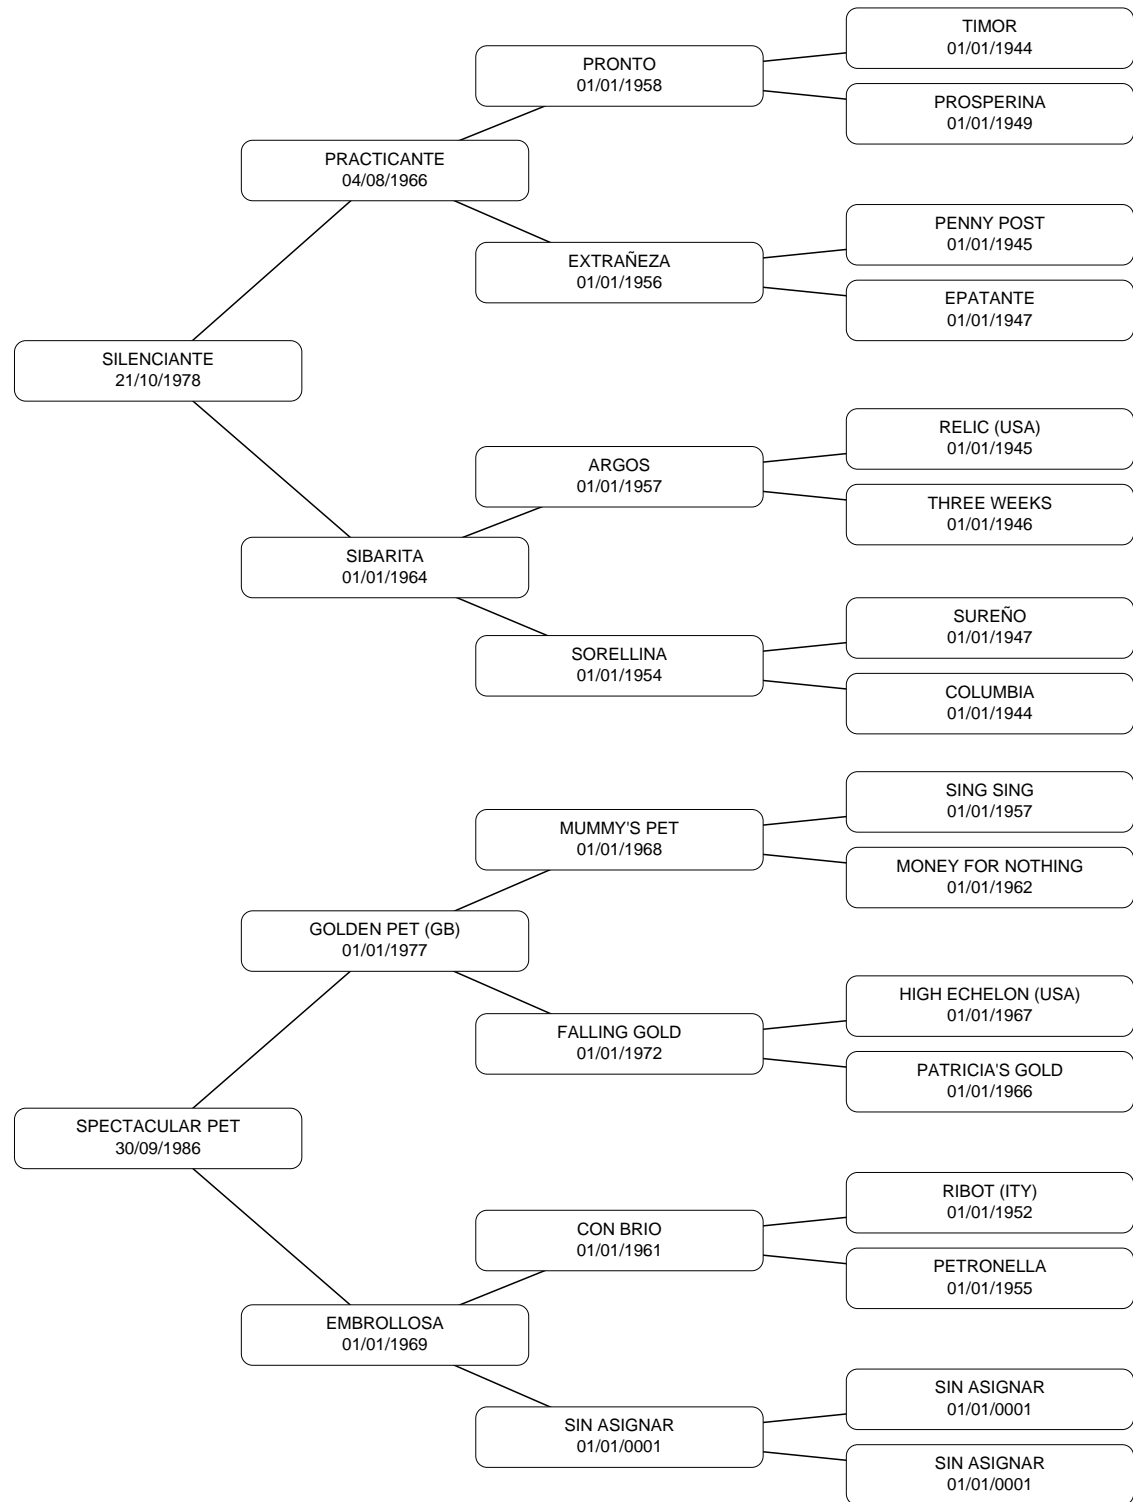 TIMOR
01/01/1944
PRONTO
01/01/1958
PROSPERINA
01/01/1949
PRACTICANTE
04/08/1966
PENNY POST
01/01/1945
EXTRAÑEZA
01/01/1956
EPATANTE
01/01/1947
SILENCIANTE
21/10/1978
RELIC (USA)
01/01/1945
ARGOS
01/01/1957
THREE WEEKS
01/01/1946
SIBARITA
01/01/1964
SUREÑO
01/01/1947
SORELLINA
01/01/1954
COLUMBIA
01/01/1944
SING SING
01/01/1957
MUMMY'S PET
01/01/1968
MONEY FOR NOTHING
01/01/1962
GOLDEN PET (GB)
01/01/1977
HIGH ECHELON (USA)
01/01/1967
FALLING GOLD
01/01/1972
PATRICIA'S GOLD
01/01/1966
SPECTACULAR PET
30/09/1986
RIBOT (ITY)
01/01/1952
CON BRIO
01/01/1961
PETRONELLA
01/01/1955
EMBROLLOSA
01/01/1969
SIN ASIGNAR
01/01/0001
SIN ASIGNAR
01/01/0001
SIN ASIGNAR
01/01/0001